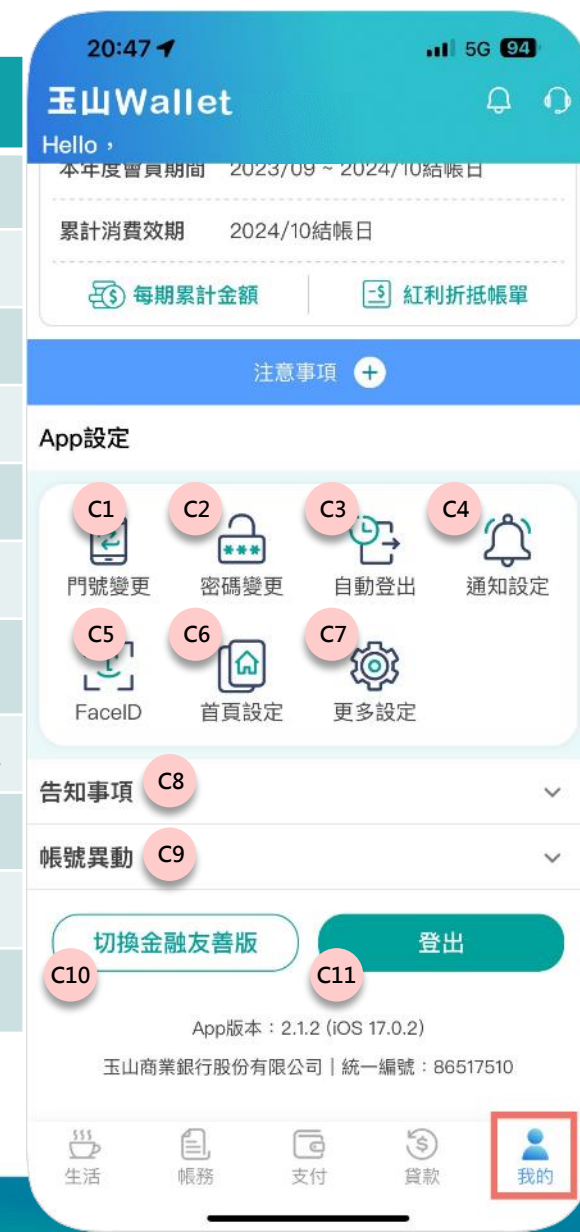 20:47 5G 94
玉山Wallet
Hello，
本年度會員期間 2023/09 ~ 2024/10結帳日
累計消費效期 2024/10結帳日
每期累計金額 紅利折抵帳單
注意事項
App設定
C1 C2 C3 C4
門號變更 密碼變更 自動登出 通知設定
C5 C6 C7
FaceID 首頁設定 更多設定
告知事項 C8
帳號異動 C9
切換金融友善版 登出
C10 C11
App版本：2.1.2 (iOS 17.0.2)
玉山商業銀行股份有限公司｜統一編號：86517510
生活 帳務 支付 貸款 我的